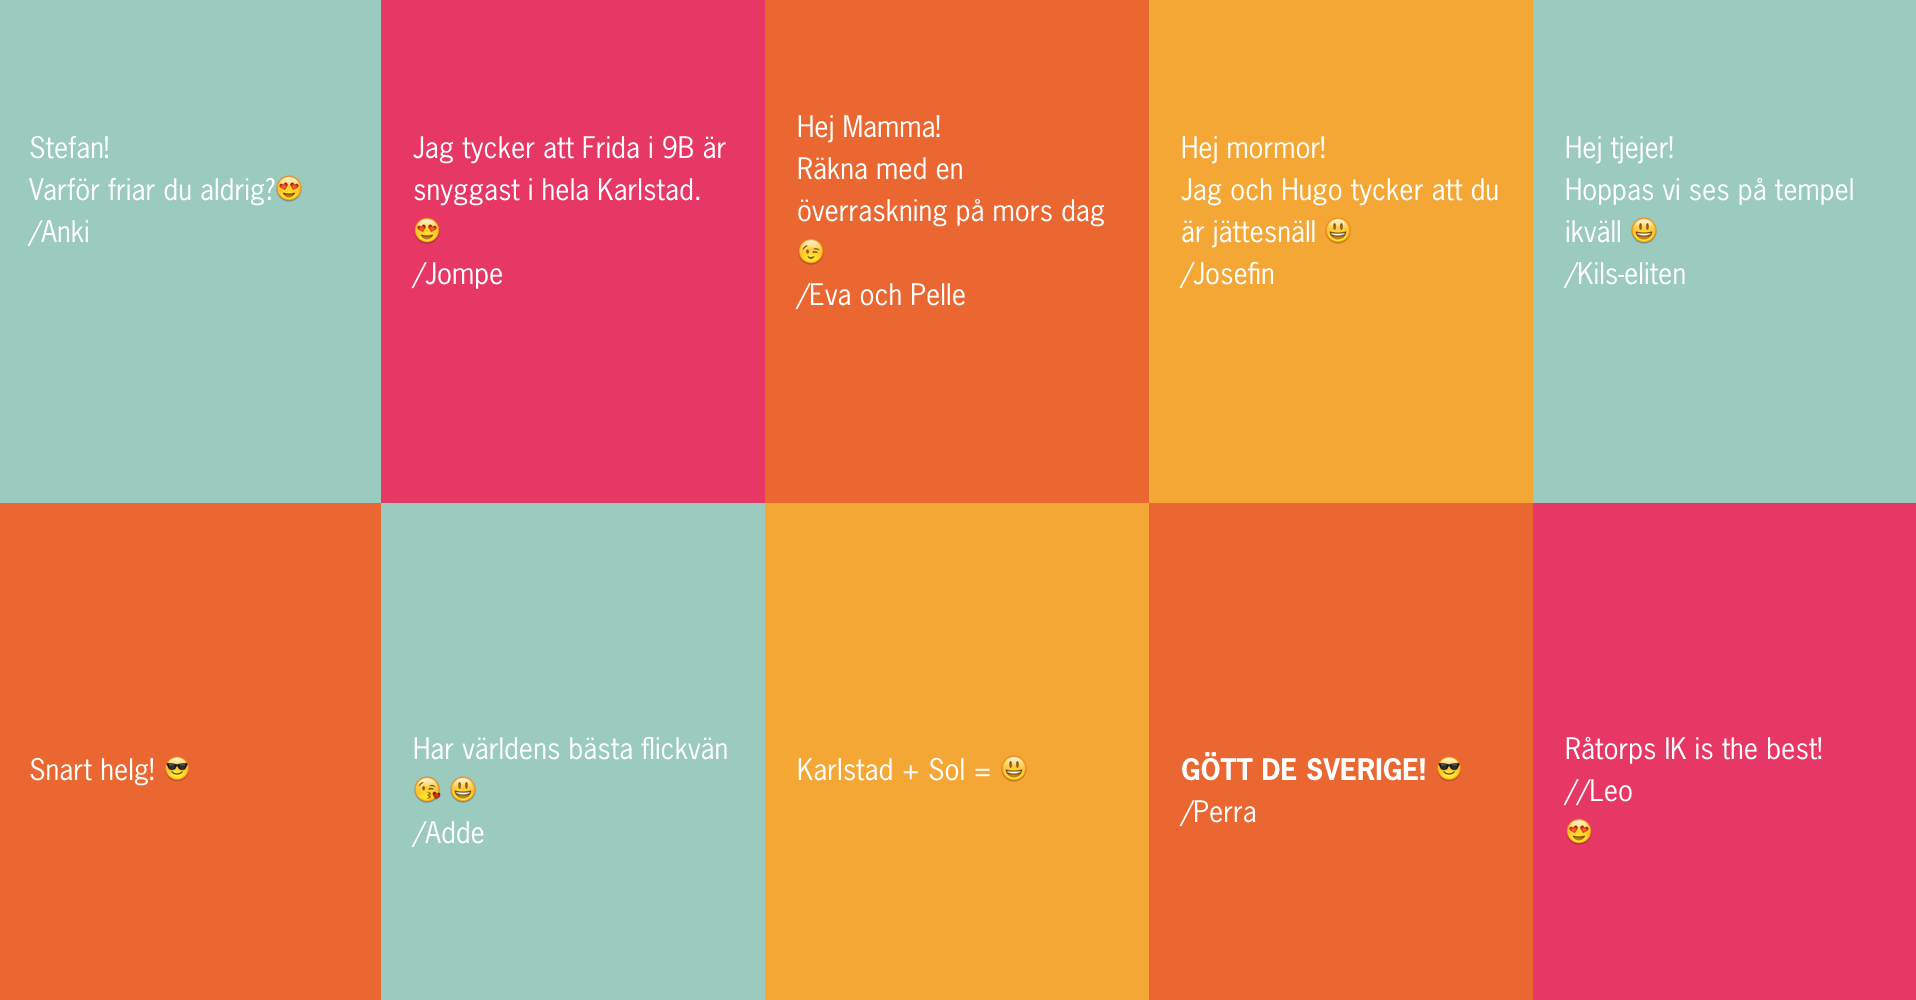 Stefan!
Varför friar du aldrig?😍
/Anki
Jag tycker att Frida i 9B är
snyggast i hela Karlstad.
😍
/Jompe
Hej Mamma!
Räkna med en
överraskning på mors dag
😉
/Eva och Pelle
Hej mormor!
Jag och Hugo tycker att du
är jättesnäll 😃
/Josefin
Hej tjejer!
Hoppas vi ses på tempel
ikväll 😃
/Kils-eliten
Snart helg! 😎
Har världens bästa flickvän
😘 😃
/Adde
Karlstad + Sol = 😃
GÖTT DE SVERIGE! 😎
/Perra
Råtorps IK is the best!
//Leo
😍